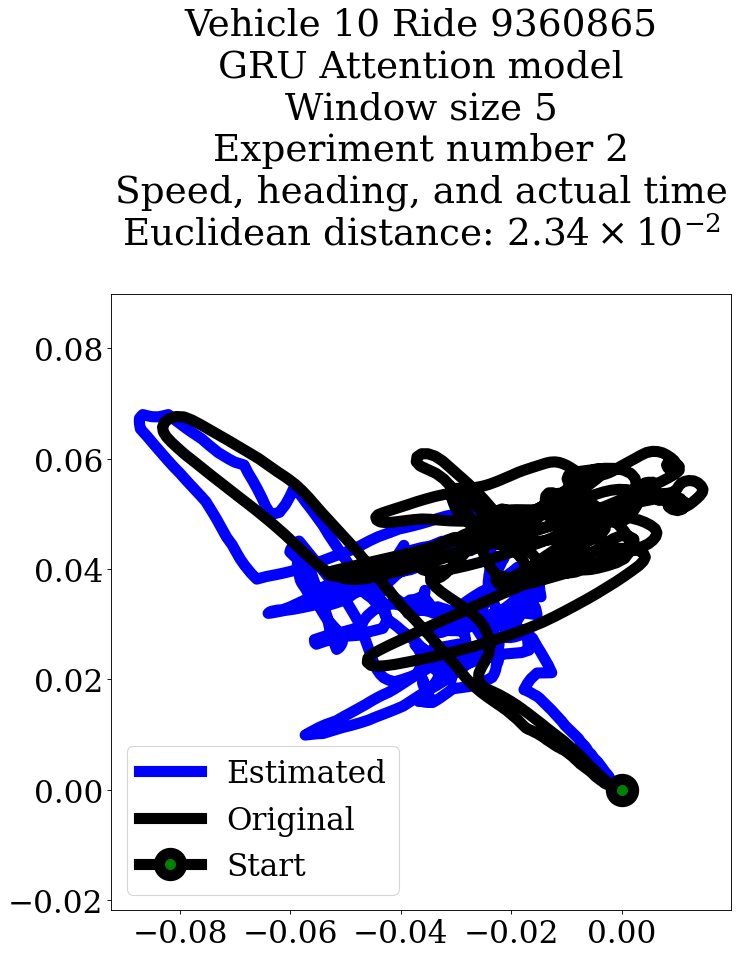 Vehicle 10 Ride 9360865
GRU Attention model
Window size 5
Experiment number 2
Speed, heading, and actual time
Euclidean distance: 2.34 × 10⁻²
0.08
0.06
0.04
0.02
0.00
−0.02
Estimated
Original
Start
−0.08 −0.06 −0.04 −0.02 0.00